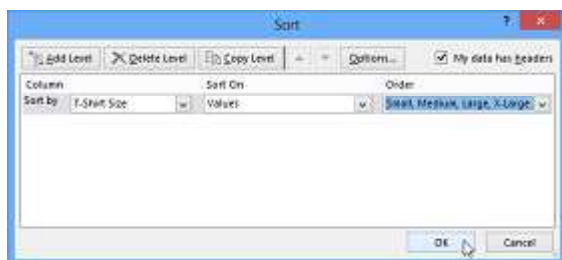 Sort
?
Add Level Delete Level Copy Level Options... My data has headers
Column Sort On Order
Sort by T-Shirt Size Values Small, Medium, Large, X-Large
OK Cancel